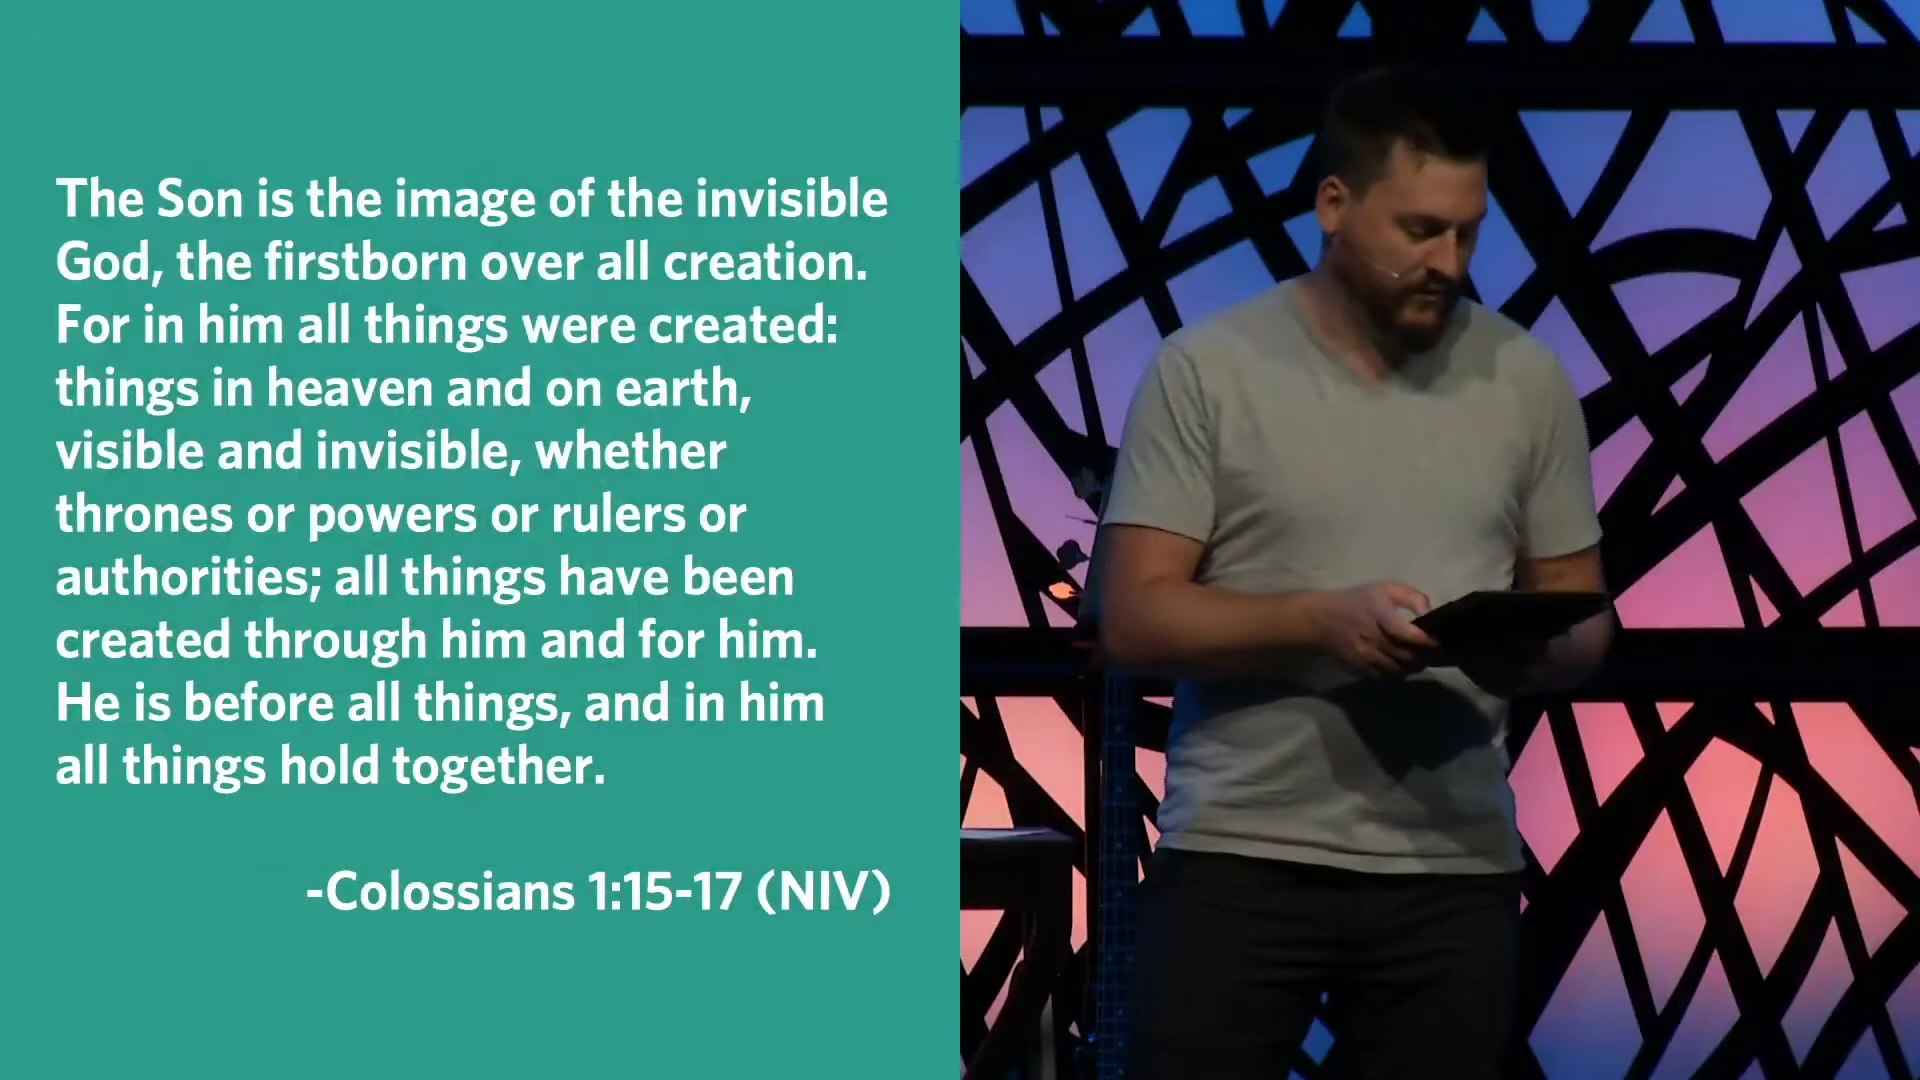 The Son is the image of the invisible
God, the firstborn over all creation.
For in him all things were created:
things in heaven and on earth,
visible and invisible, whether
thrones or powers or rulers or
authorities; all things have been
created through him and for him.
He is before all things, and in him
all things hold together.
-Colossians 1:15-17 (NIV)